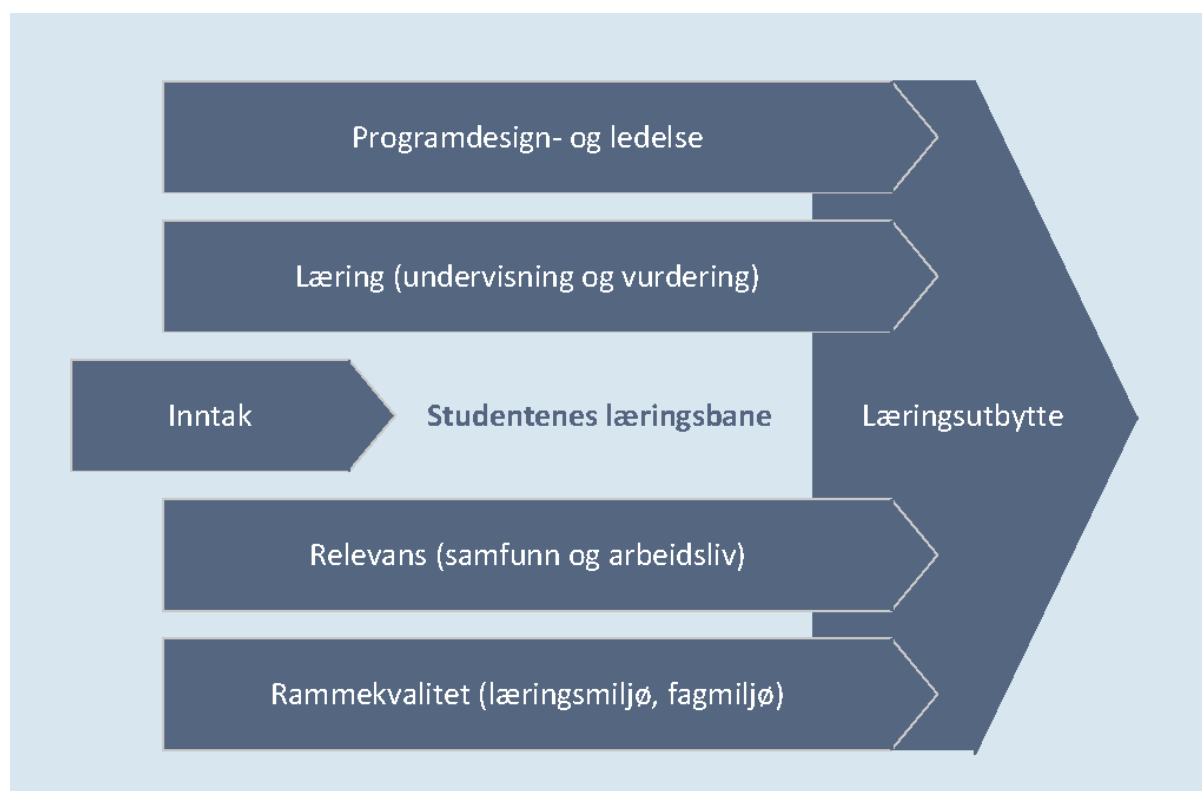 Programdesign- og ledelse
Læring (undervisning og vurdering)
Inntak
Studentenes læringsbane
Læringsutbytte
Relevans (samfunn og arbeidsliv)
Rammekvalitet (læringsmiljø, fagmiljø)